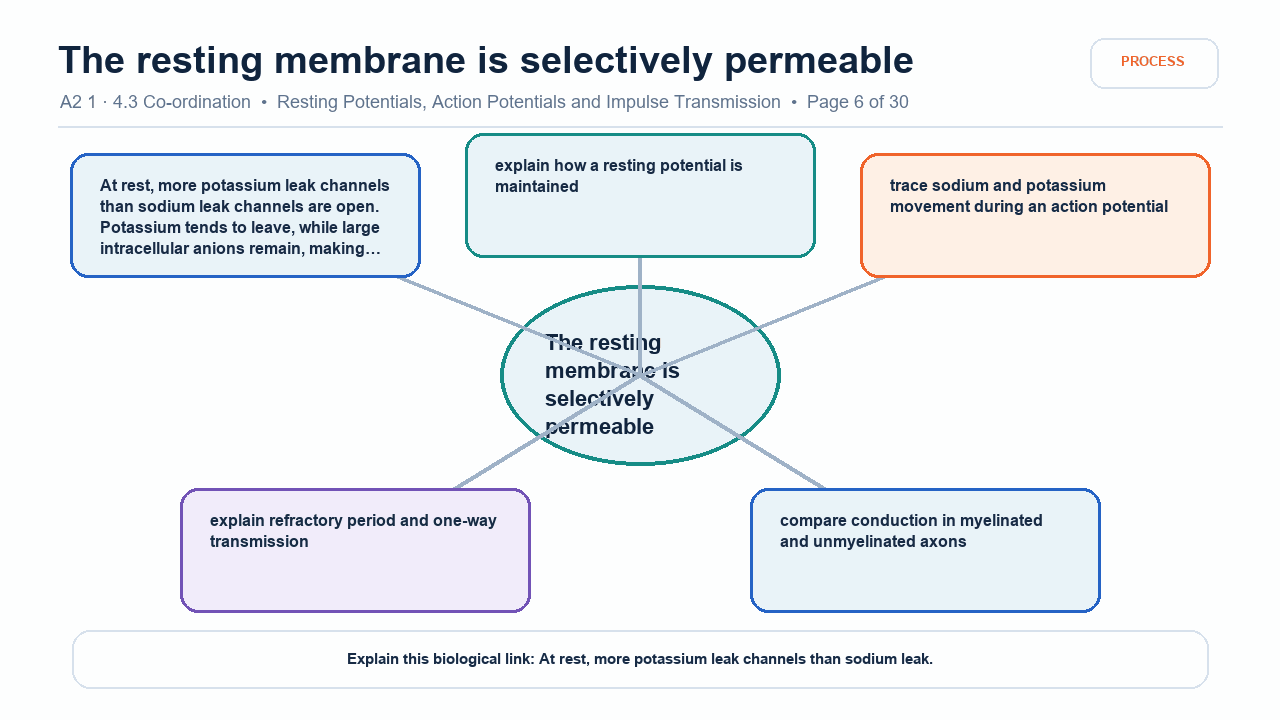 The resting membrane is selectively permeable
PROCESS
A2 1 · 4.3 Co-ordination • Resting Potentials, Action Potentials and Impulse Transmission • Page 6 of 30
At rest, more potassium leak channels
than sodium leak channels are open.
Potassium tends to leave, while large
intracellular anions remain, making…
explain how a resting potential is
maintained
trace sodium and potassium
movement during an action potential
The resting
membrane is
selectively
permeable
explain refractory period and one-way
transmission
compare conduction in myelinated
and unmyelinated axons
Explain this biological link: At rest, more potassium leak channels than sodium leak.